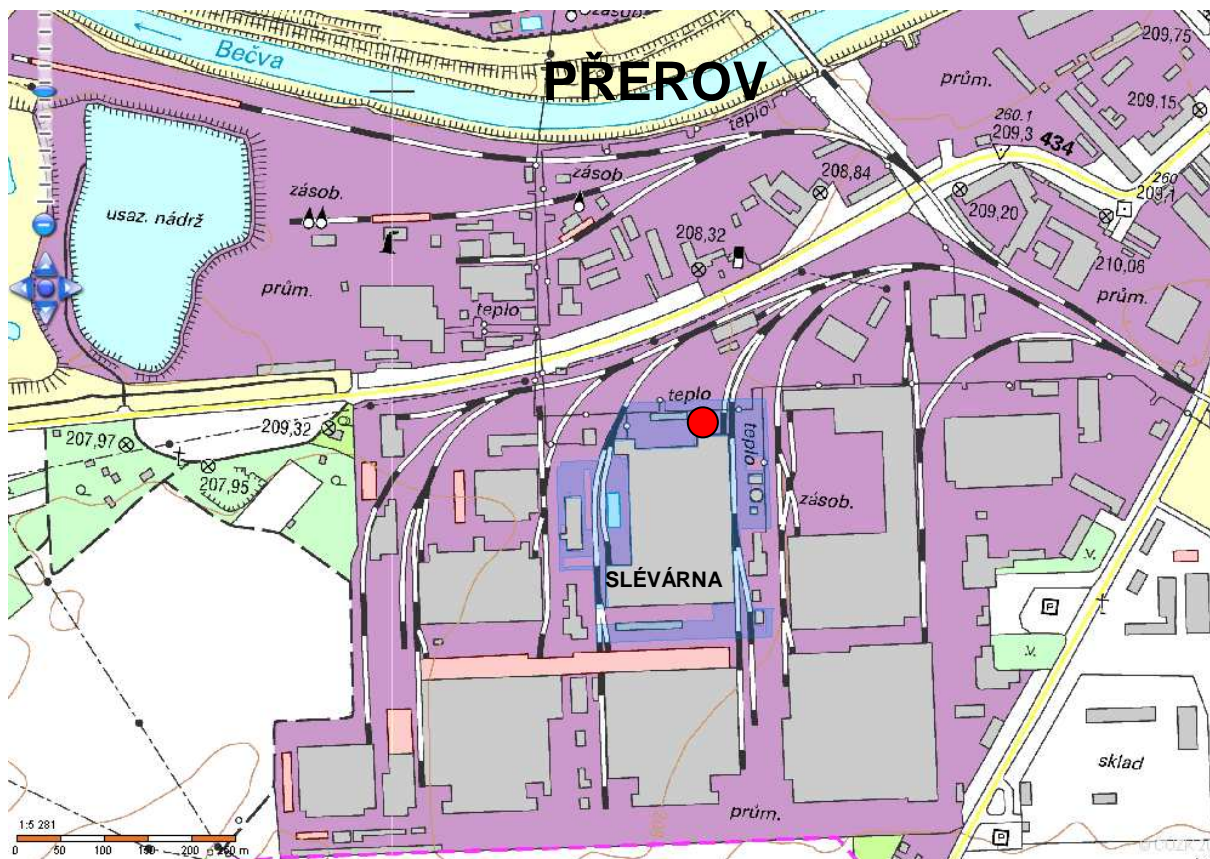 zásob.
209,75
Bečva
PŘEROV
prům.
209,15
teplo
260.1
209,3
434
zásob.
zásob.
208,84
260
209,1
usaz. nádrž
209,20
208,32
210,06
prům.
prům.
teplo
teplo
209,32
207,97
teplo
207,95
zásob.
SLÉVÁRNA
P
sklad
prům.
1:5 281
0 50 100 150 200 250 m
P